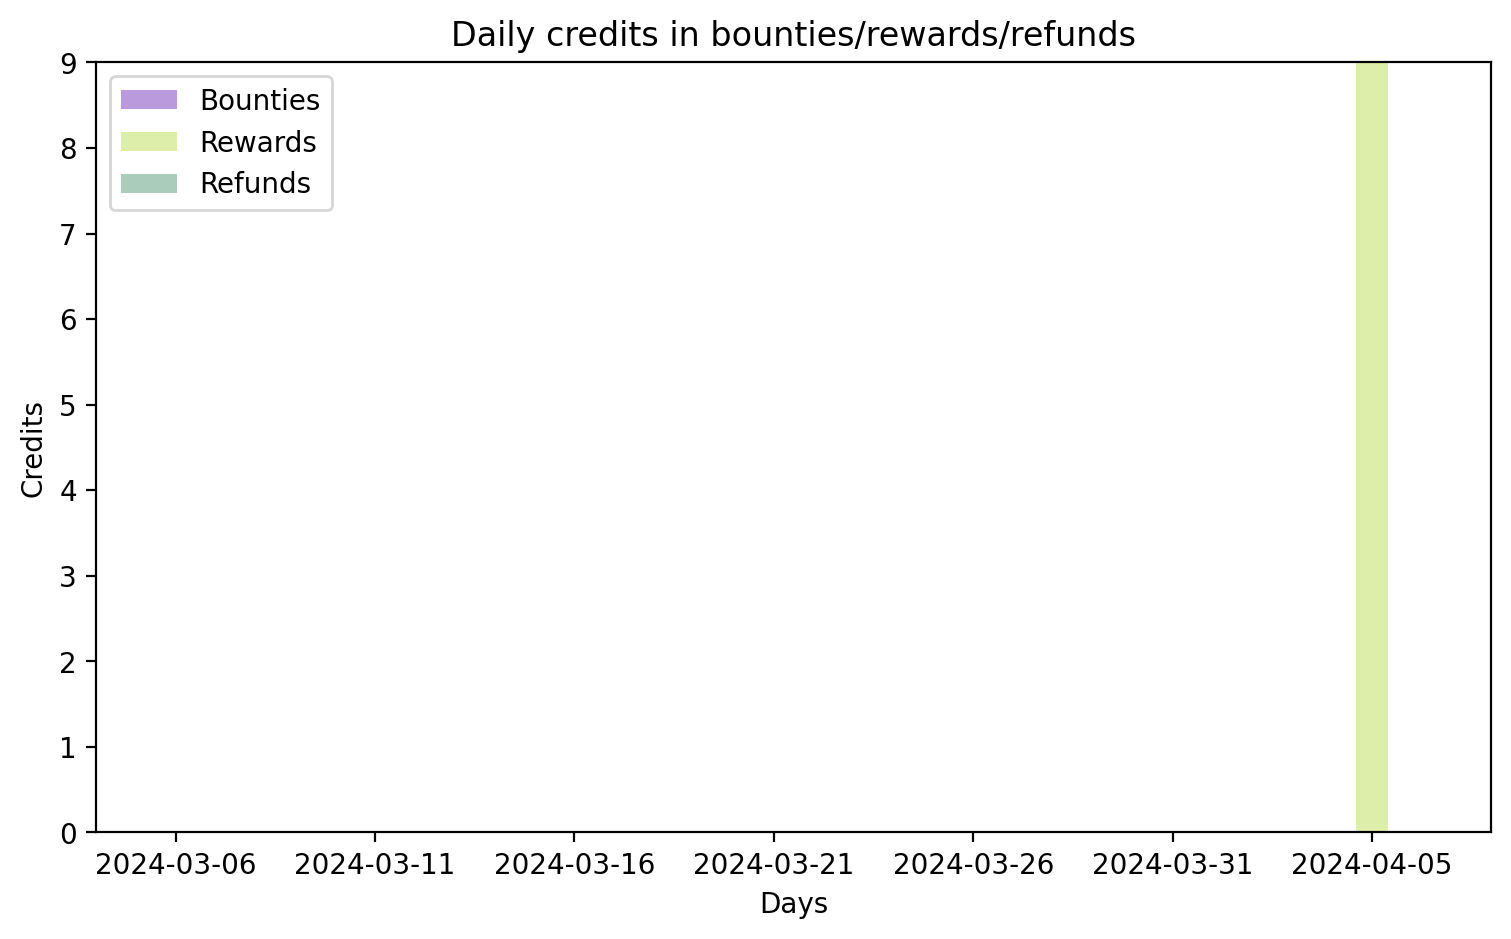 Daily credits in bounties/rewards/refunds
9
8
7
6
5
4
3
2
1
0
Credits
Bounties
Rewards
Refunds
2024-03-06 2024-03-11 2024-03-16 2024-03-21 2024-03-26 2024-03-31 2024-04-05
Days